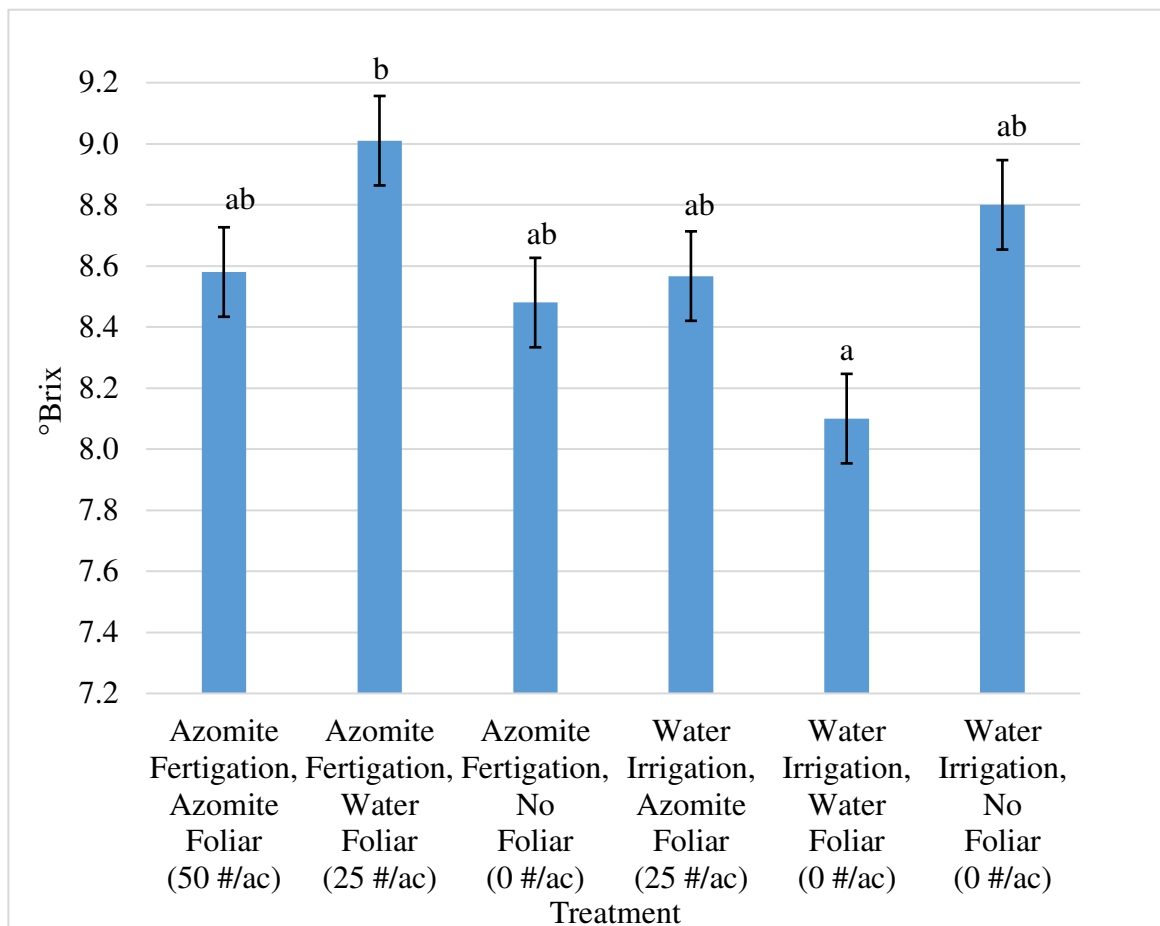 b
9.2
ab
9.0
ab
ab
8.8
ab
8.6
8.4
a
8.2
8.0
7.8
7.6
7.4
7.2
°Brix
Azomite
Fertigation,
Azomite
Foliar
(50 #/ac)
Azomite
Fertigation,
Water
Foliar
(25 #/ac)
Azomite
Fertigation,
No
Foliar
(0 #/ac)
Water
Irrigation,
Azomite
Foliar
(25 #/ac)
Water
Irrigation,
Water
Foliar
(0 #/ac)
Water
Irrigation,
No
Foliar
(0 #/ac)
Treatment